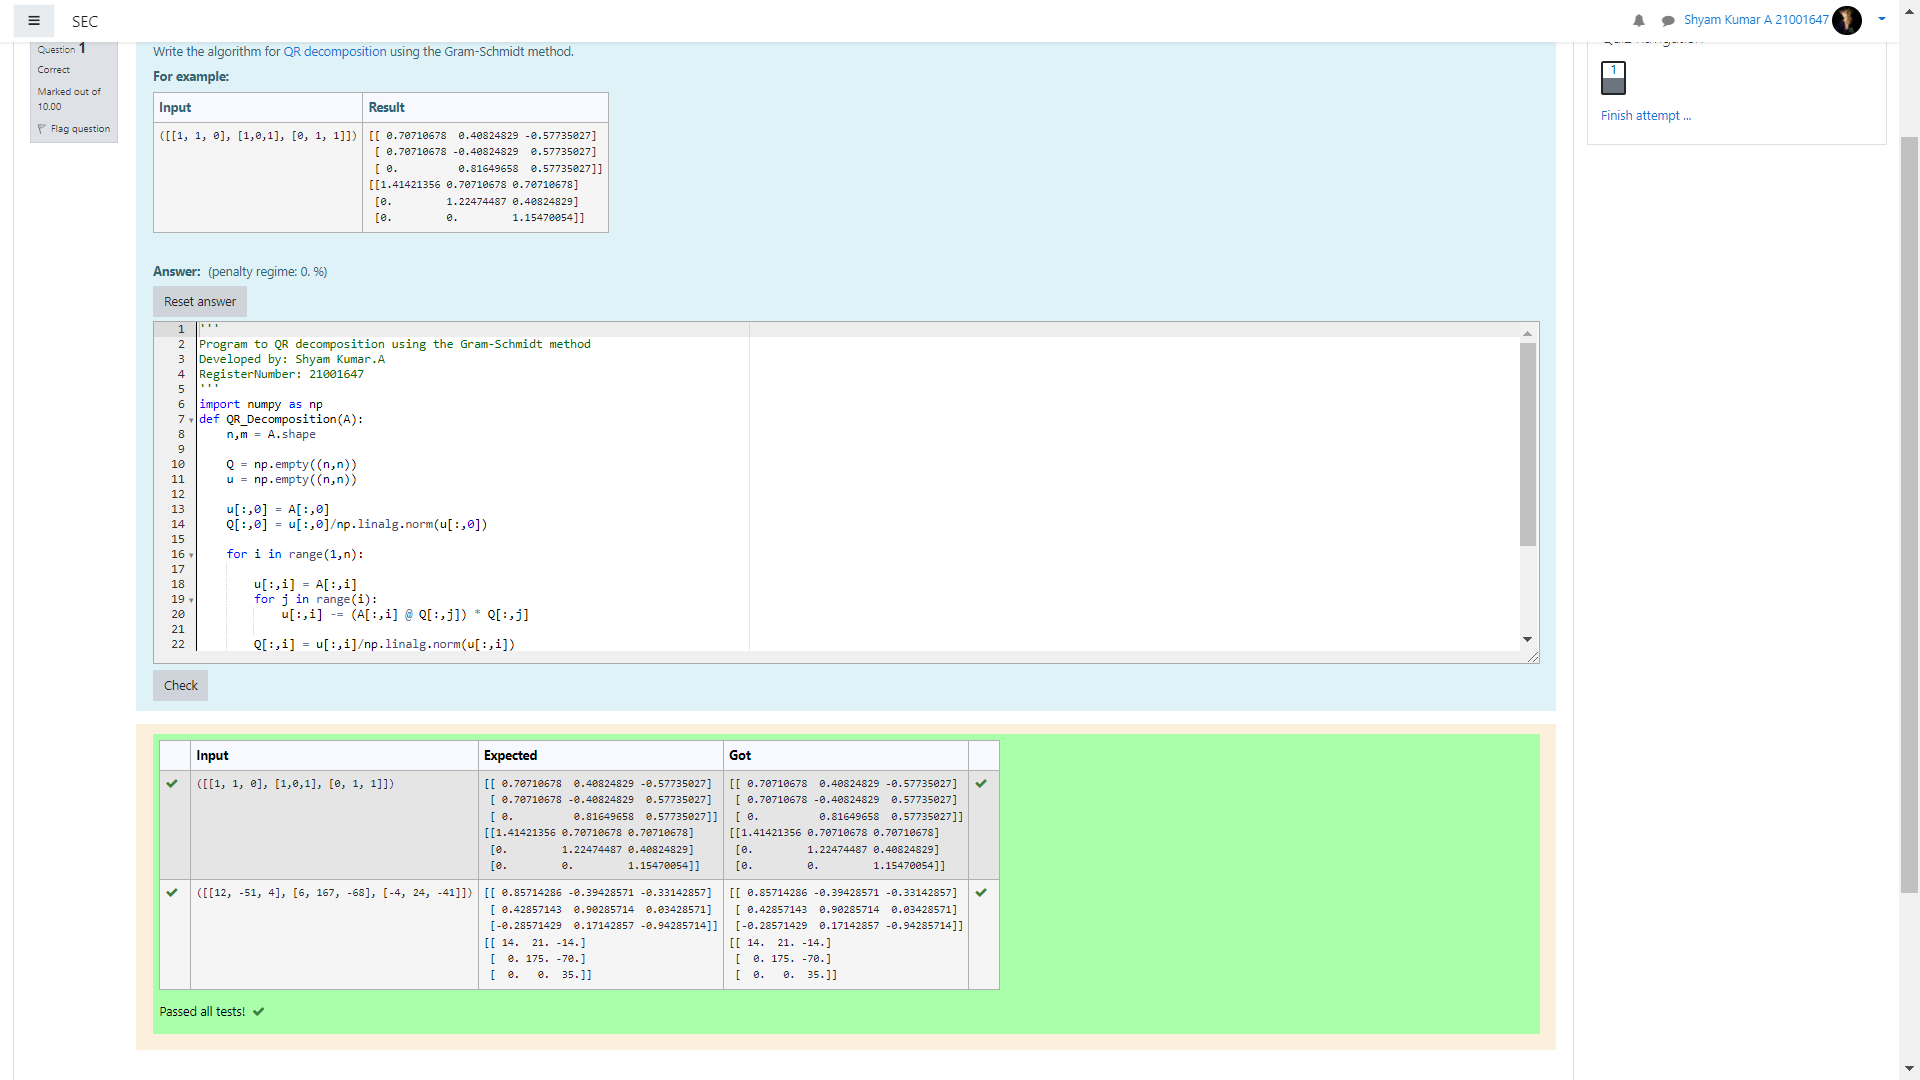 SEC
Shyam Kumar A 21001647
Question 1
Correct
Marked out of
10.00
Flag question
Write the algorithm for QR decomposition using the Gram-Schmidt method.
For example:
Input Result
([[1, 1, 0], [1,0,1], [0, 1, 1]]) [[ 0.70710678  0.40824829 -0.57735027]
[ 0.70710678 -0.40824829  0.57735027]
[ 0.          0.81649658  0.57735027]]
[[1.41421356 0.70710678 0.70710678]
[0.         1.22474487 0.40824829]
[0.         0.         1.15470054]]
1
Finish attempt ...
Answer: (penalty regime: 0. %)
Reset answer
1 '''
2 Program to QR decomposition using the Gram-Schmidt method
3 Developed by: Shyam Kumar.A
4 RegisterNumber: 21001647
5 '''
6 import numpy as np
7 def QR_Decomposition(A):
8     n,m = A.shape
9
10     Q = np.empty((n,n))
11     u = np.empty((n,n))
12
13     u[:,0] = A[:,0]
14     Q[:,0] = u[:,0]/np.linalg.norm(u[:,0])
15
16     for i in range(1,n):
17
18         u[:,i] = A[:,i]
19         for j in range(i):
20             u[:,i] -= (A[:,i] @ Q[:,j]) * Q[:,j]
21
22         Q[:,i] = u[:,i]/np.linalg.norm(u[:,i])
Check
Input Expected Got
([[1, 1, 0], [1,0,1], [0, 1, 1]]) [[ 0.70710678  0.40824829 -0.57735027] [[ 0.70710678  0.40824829 -0.57735027]
[ 0.70710678 -0.40824829  0.57735027] [ 0.70710678 -0.40824829  0.57735027]
[ 0.          0.81649658  0.57735027]] [ 0.          0.81649658  0.57735027]]
[[1.41421356 0.70710678 0.70710678] [[1.41421356 0.70710678 0.70710678]
[0.         1.22474487 0.40824829] [0.         1.22474487 0.40824829]
[0.         0.         1.15470054]] [0.         0.         1.15470054]]
([[12, -51, 4], [6, 167, -68], [-4, 24, -41]]) [[ 0.85714286 -0.39428571 -0.33142857] [[ 0.85714286 -0.39428571 -0.33142857]
[ 0.42857143  0.90285714  0.03428571] [ 0.42857143  0.90285714  0.03428571]
[-0.28571429  0.17142857 -0.94285714]] [-0.28571429  0.17142857 -0.94285714]]
[[ 14.  21. -14.] [[ 14.  21. -14.]
[  0. 175. -70.] [  0. 175. -70.]
[  0.   0.  35.]] [  0.   0.  35.]]
Passed all tests!